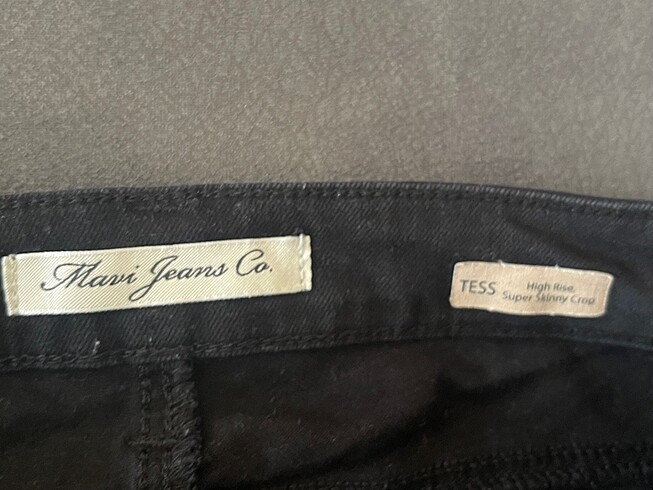 Mavi Jeans Co.
TESS
High Rise,
Super Skinny Crop